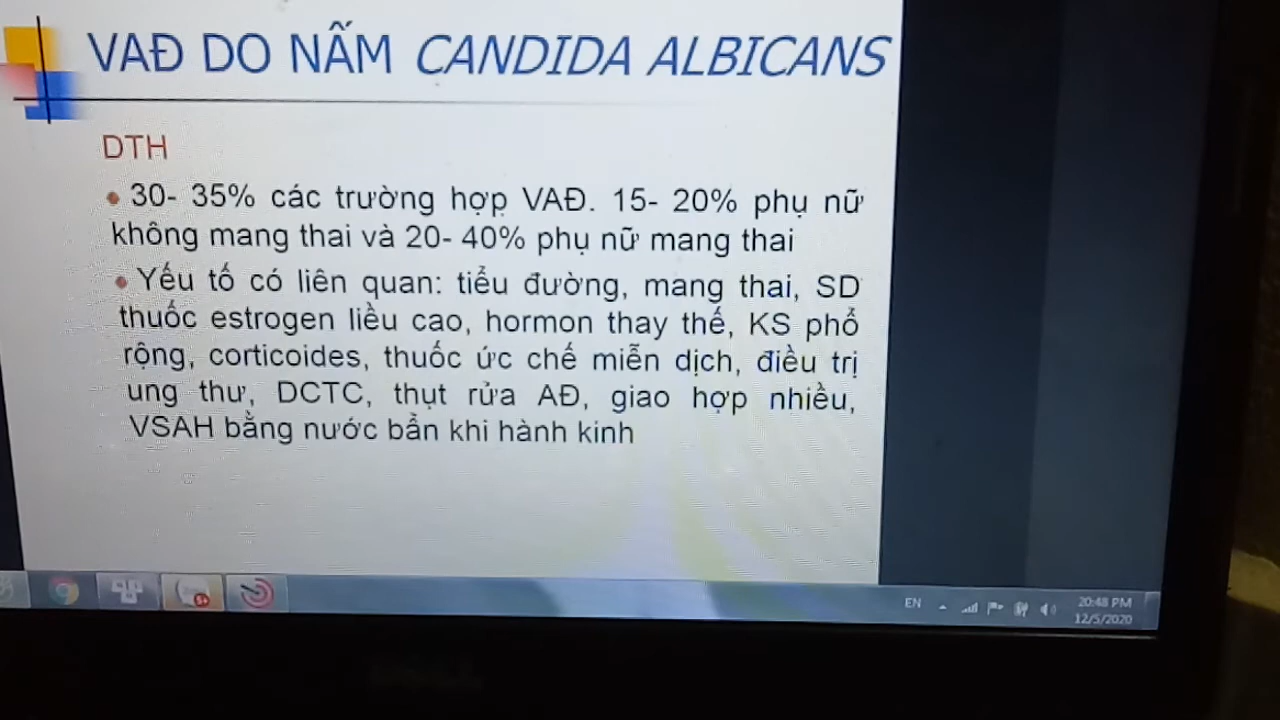 VAĐ DO NẤM CANDIDA ALBICANS
DTH
30- 35% các trường hợp VAĐ. 15- 20% phụ nữ
không mang thai và 20- 40% phụ nữ mang thai
Yếu tố có liên quan: tiểu đường, mang thai, SD
thuốc estrogen liều cao, hormon thay thế, KS phổ
rộng, corticoides, thuốc ức chế miễn dịch, điều trị
ung thư, DCTC, thụt rửa AĐ, giao hợp nhiều,
VSAH bằng nước bẩn khi hành kinh
EN
20:48 PM
12/5/2020